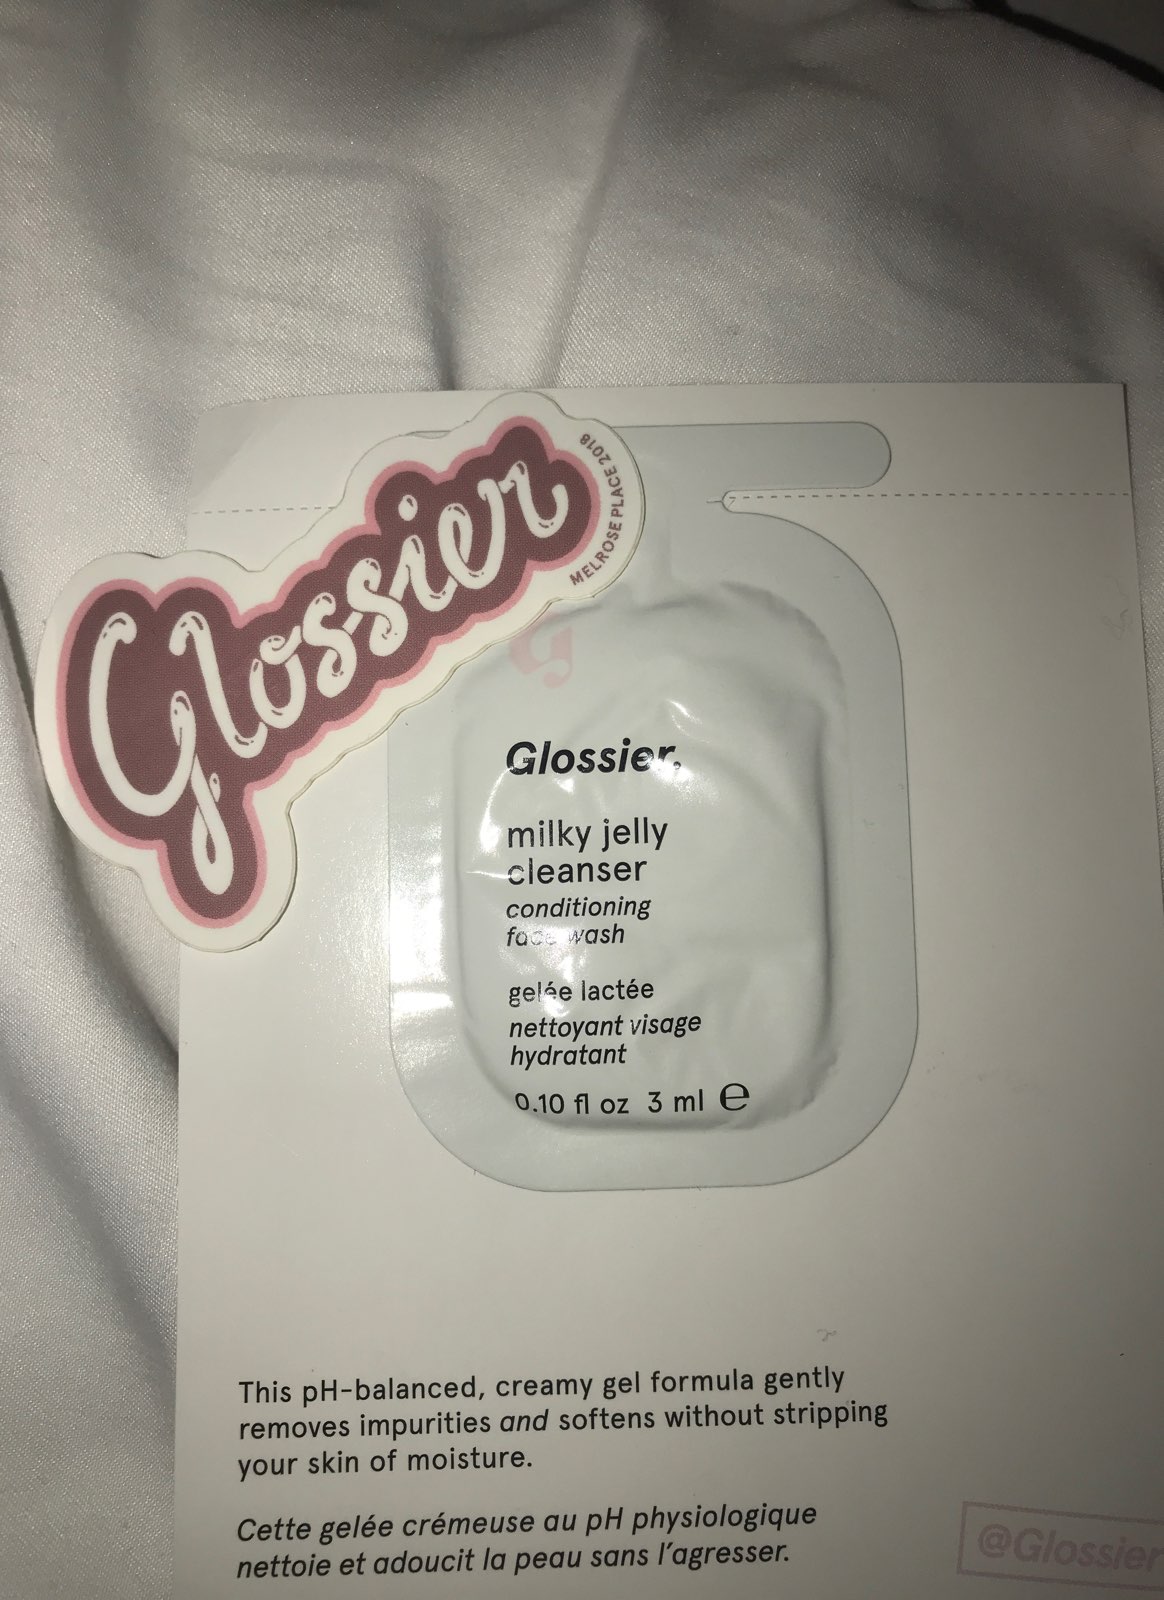 Glossier
MELROSE PLACE 2018
G
Glossier.
milky jelly
cleanser
conditioning
face wash
gelée lactée
nettoyant visage
hydratant
0.10 fl oz 3 ml ℮
This pH-balanced, creamy gel formula gently
removes impurities and softens without stripping
your skin of moisture.
Cette gelée crémeuse au pH physiologique
nettoie et adoucit la peau sans l'agresser.
@Glossier